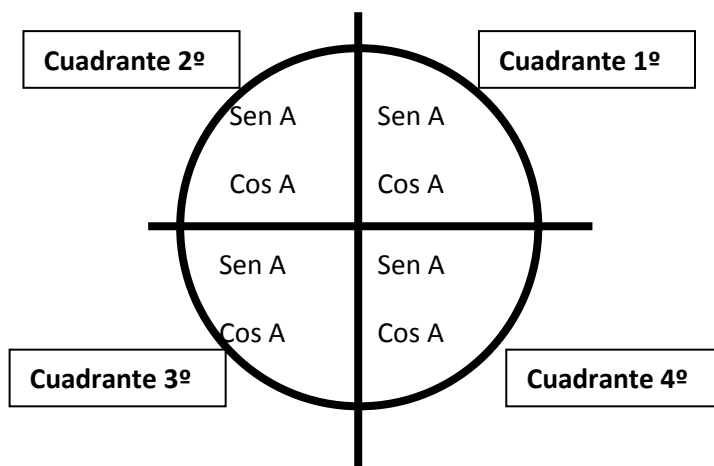 Cuadrante 2º
Cuadrante 1º
Sen A
Sen A
Cos A
Cos A
Sen A
Sen A
Cos A
Cos A
Cuadrante 3º
Cuadrante 4º